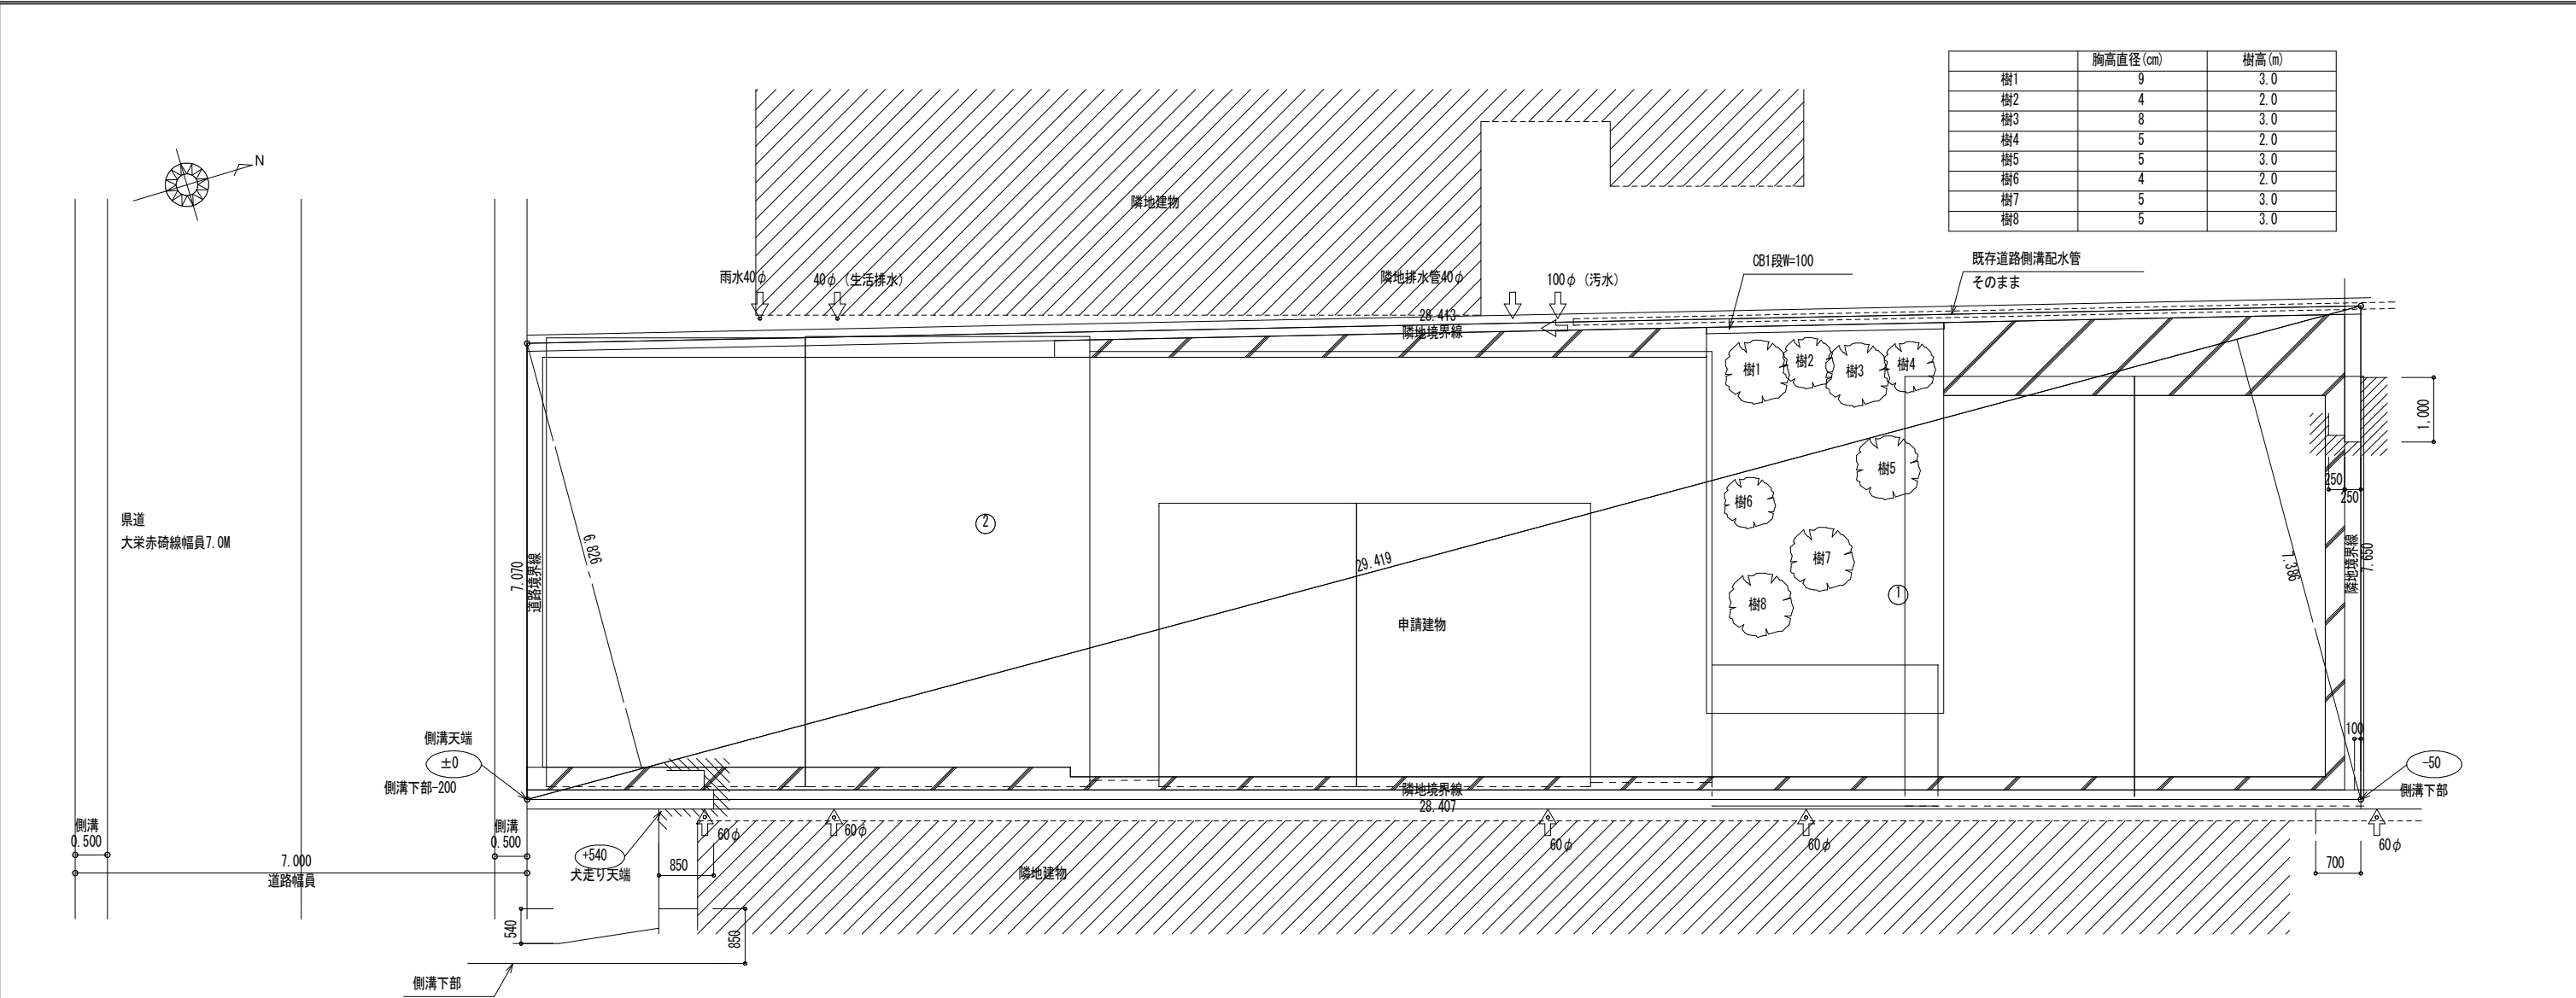 胸高直径(cm) 樹高(m)
樹1 9 3.0
樹2 4 2.0
樹3 8 3.0
樹4 5 2.0
樹5 5 3.0
樹6 4 2.0
樹7 5 3.0
樹8 5 3.0
N
隣地建物
雨水40φ
40φ (生活排水)
隣地排水管40φ
100φ (汚水)
CB1段W=100
既存道路側溝配水管
そのまま
28.413
隣地境界線
樹1
樹2
樹3
樹4
樹5
樹6
樹7
樹8
1,000
250
250
県道
大栄赤碕線幅員7.0M
7.070
道路境界線
6.826
②
29.419
申請建物
①
7.386
隣地境界線
7.650
100
側溝天端
±0
側溝下部-200
-50
側溝下部
隣地境界線
28.407
側溝
0.500
側溝
0.500
7.000
道路幅員
+540
犬走り天端
850
60φ
60φ
60φ
60φ
60φ
700
隣地建物
540
850
側溝下部